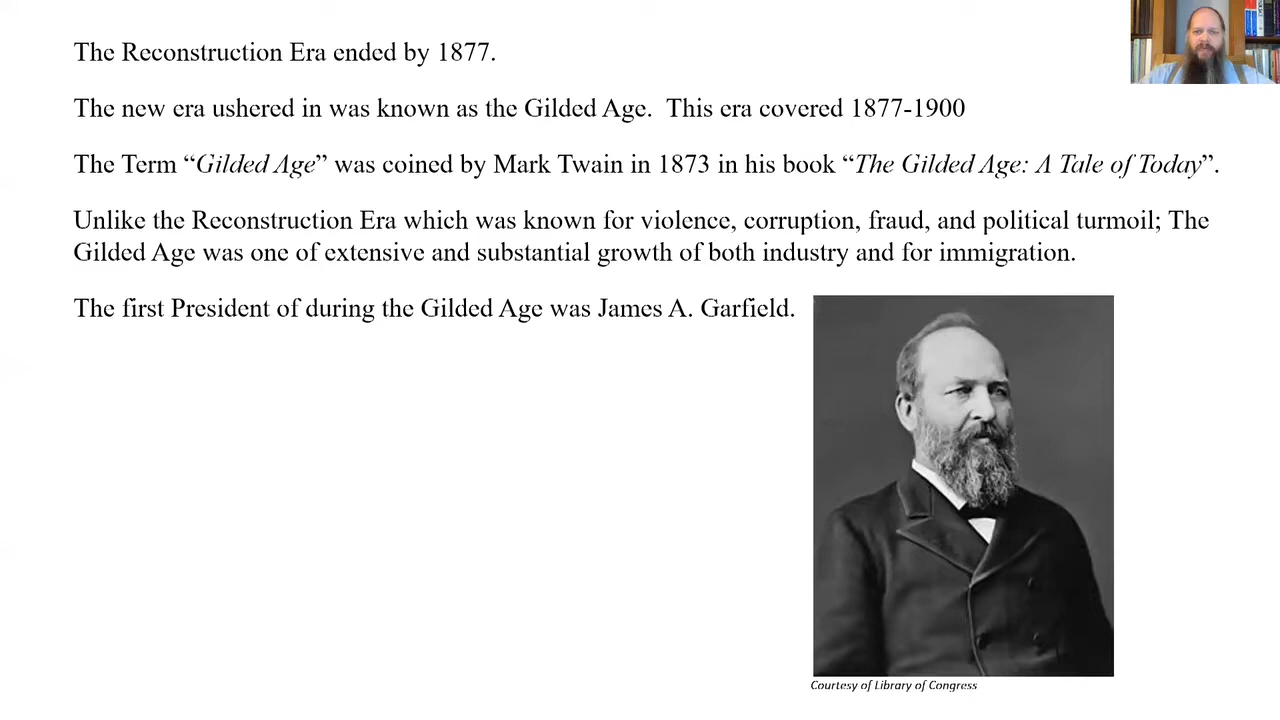 The Reconstruction Era ended by 1877.
The new era ushered in was known as the Gilded Age.  This era covered 1877-1900
The Term “Gilded Age” was coined by Mark Twain in 1873 in his book “The Gilded Age: A Tale of Today”.
Unlike the Reconstruction Era which was known for violence, corruption, fraud, and political turmoil; The
Gilded Age was one of extensive and substantial growth of both industry and for immigration.
The first President of during the Gilded Age was James A. Garfield.
Courtesy of Library of Congress